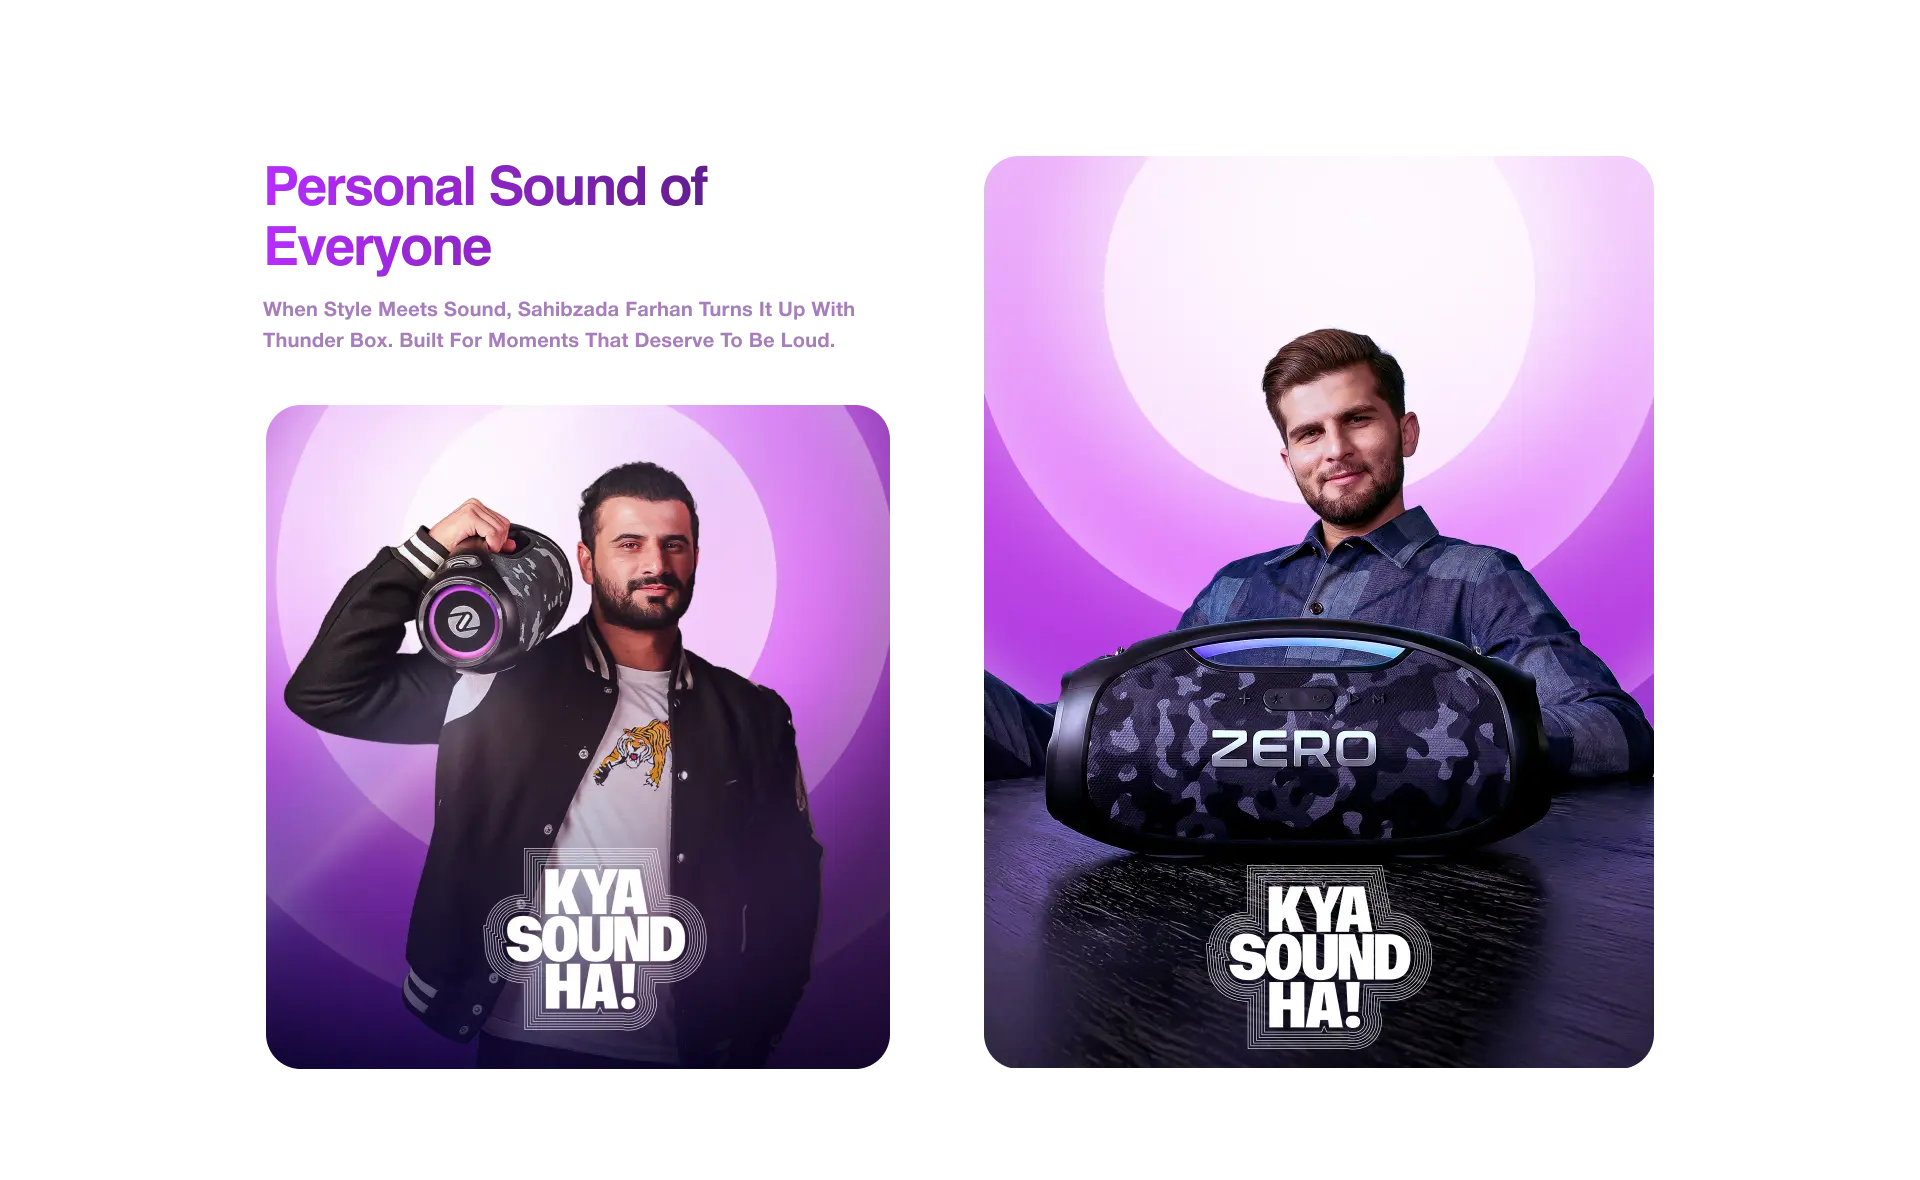 Personal Sound of
Everyone
When Style Meets Sound, Sahibzada Farhan Turns It Up With
Thunder Box. Built For Moments That Deserve To Be Loud.
KYA
SOUND
HA!
ZERO
KYA
SOUND
HA!